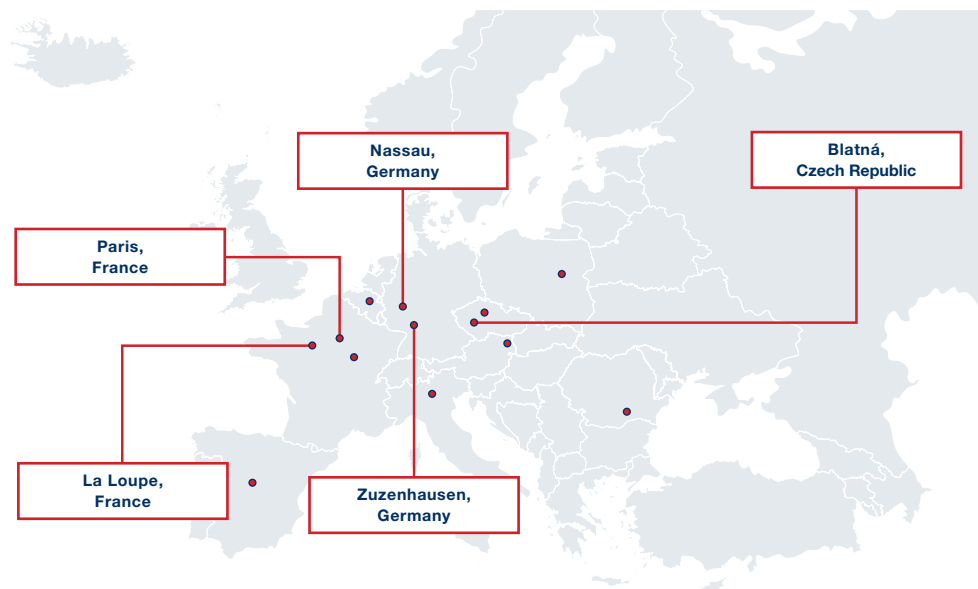 Nassau,
Germany
Blatná,
Czech Republic
Paris,
France
La Loupe,
France
Zuzenhausen,
Germany